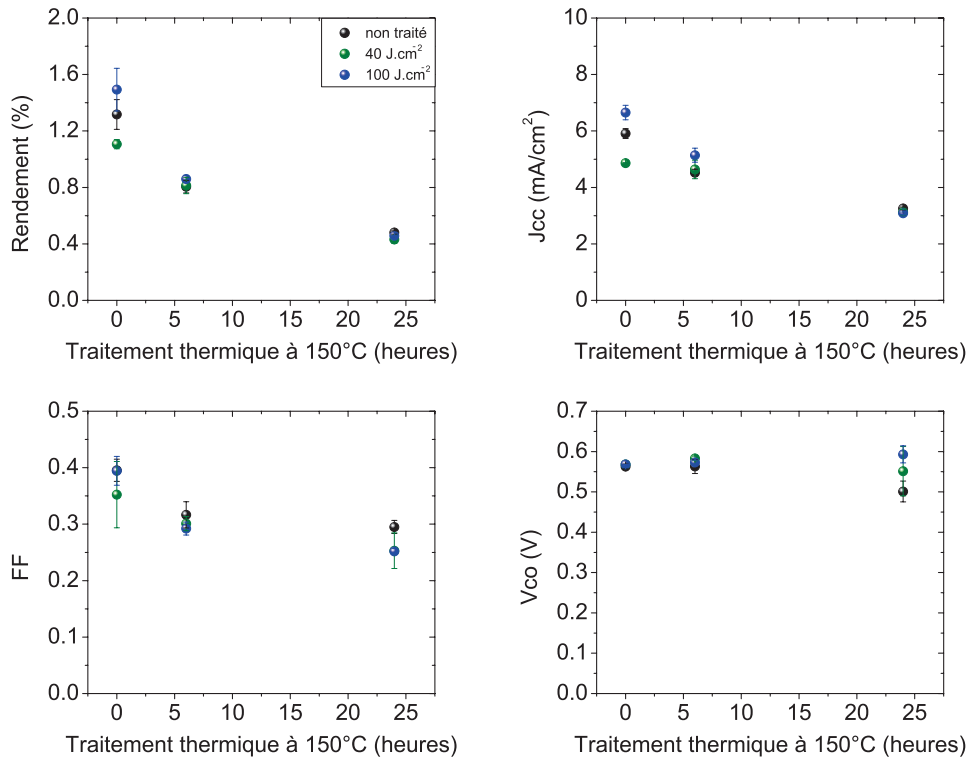 2.0
1.6
1.2
0.8
0.4
0.0
Rendement (%)
non traité
40 J.cm-2
100 J.cm-2
0 5 10 15 20 25
Traitement thermique à 150°C (heures)
10
8
6
4
2
0
Jcc (mA/cm2)
0 5 10 15 20 25
Traitement thermique à 150°C (heures)
0.5
0.4
0.3
0.2
0.1
0.0
FF
0 5 10 15 20 25
Traitement thermique à 150°C (heures)
0.7
0.6
0.5
0.4
0.3
0.2
0.1
0.0
Vco (V)
0 5 10 15 20 25
Traitement thermique à 150°C (heures)